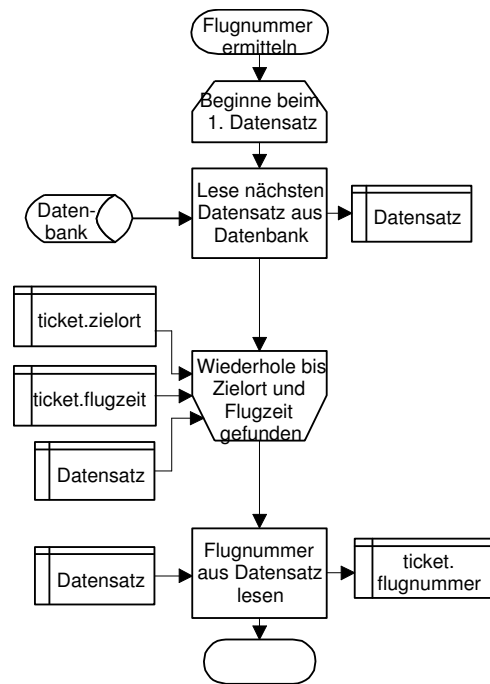 Flugnummer
ermitteln
Beginne beim
1. Datensatz
Daten-
bank
Lese nächsten
Datensatz aus
Datenbank
Datensatz
ticket.zielort
ticket.flugzeit
Datensatz
Wiederhole bis
Zielort und
Flugzeit
gefunden
Datensatz
Flugnummer
aus Datensatz
lesen
ticket.
flugnummer